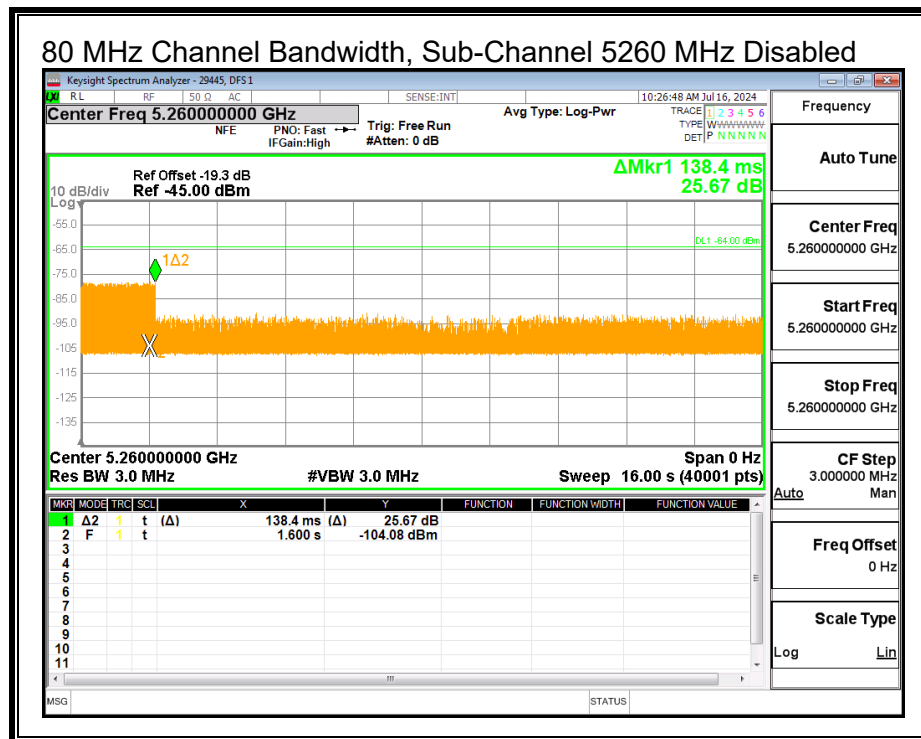 80 MHz Channel Bandwidth, Sub-Channel 5260 MHz Disabled
Keysight Spectrum Analyzer - 29445, DFS 1
RL RF 50 Ω AC SENSE:INT 10:26:48 AM Jul 16, 2024
Center Freq 5.260000000 GHz
NFE
PNO: Fast
IFGain:High
Trig: Free Run
#Atten: 0 dB
Avg Type: Log-Pwr
TRACE 1 2 3 4 5 6
TYPE WWWWWW
DET P N N N N N
Ref Offset -19.3 dB
Ref -45.00 dBm
10 dB/div
Log
ΔMkr1 138.4 ms
25.67 dB
-55.0
-65.0
-75.0
-85.0
-95.0
-105
-115
-125
-135
DL1 -64.00 dBm
1Δ2
X2
Center 5.260000000 GHz Span 0 Hz
Res BW 3.0 MHz #VBW 3.0 MHz Sweep 16.00 s (40001 pts)
MKR MODE TRC SCL X Y FUNCTION FUNCTION WIDTH FUNCTION VALUE
1 Δ2 1 t (Δ) 138.4 ms (Δ) 25.67 dB
2 F 1 t 1.600 s -104.08 dBm
3
4
5
6
7
8
9
10
11
MSG STATUS
Frequency
Auto Tune
Center Freq
5.260000000 GHz
Start Freq
5.260000000 GHz
Stop Freq
5.260000000 GHz
CF Step
3.000000 MHz
Auto Man
Freq Offset
0 Hz
Scale Type
Log Lin